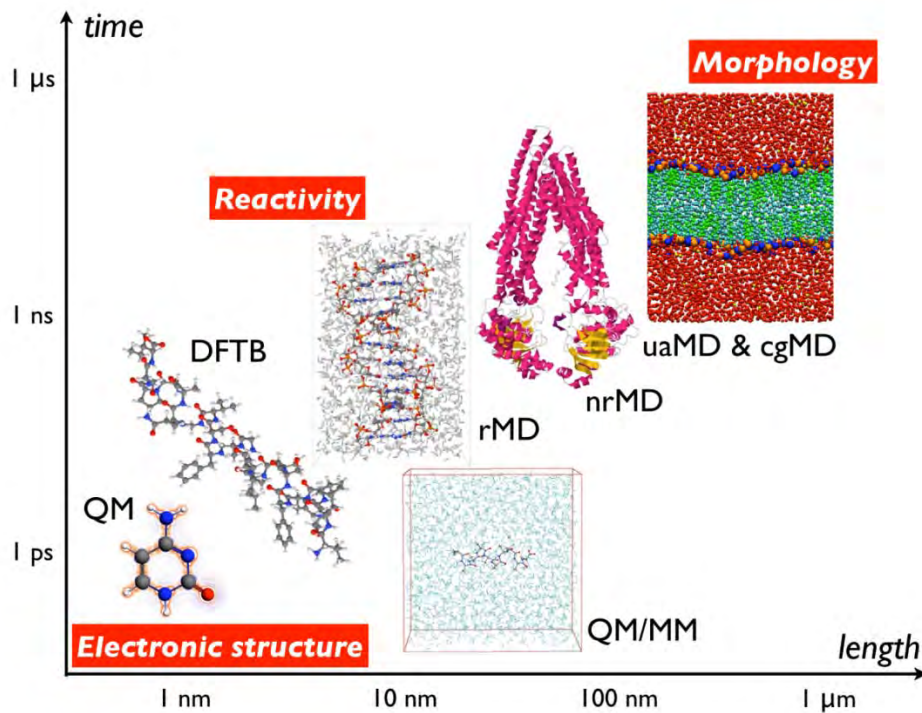 time
1 μs
Morphology
Reactivity
1 ns
DFTB
uaMD & cgMD
nrMD
rMD
QM
1 ps
QM/MM
Electronic structure
length
1 nm
10 nm
100 nm
1 μm